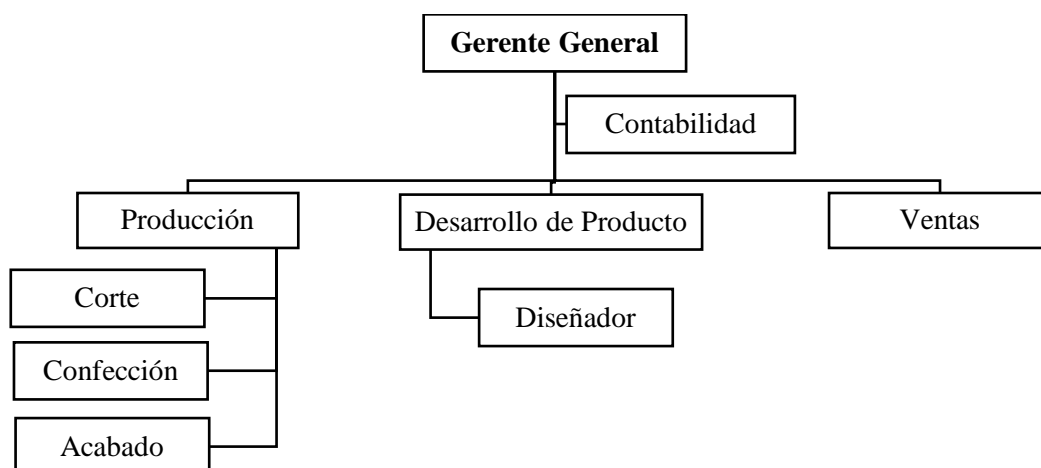 Gerente General
Contabilidad
Producción
Desarrollo de Producto
Ventas
Corte
Diseñador
Confección
Acabado